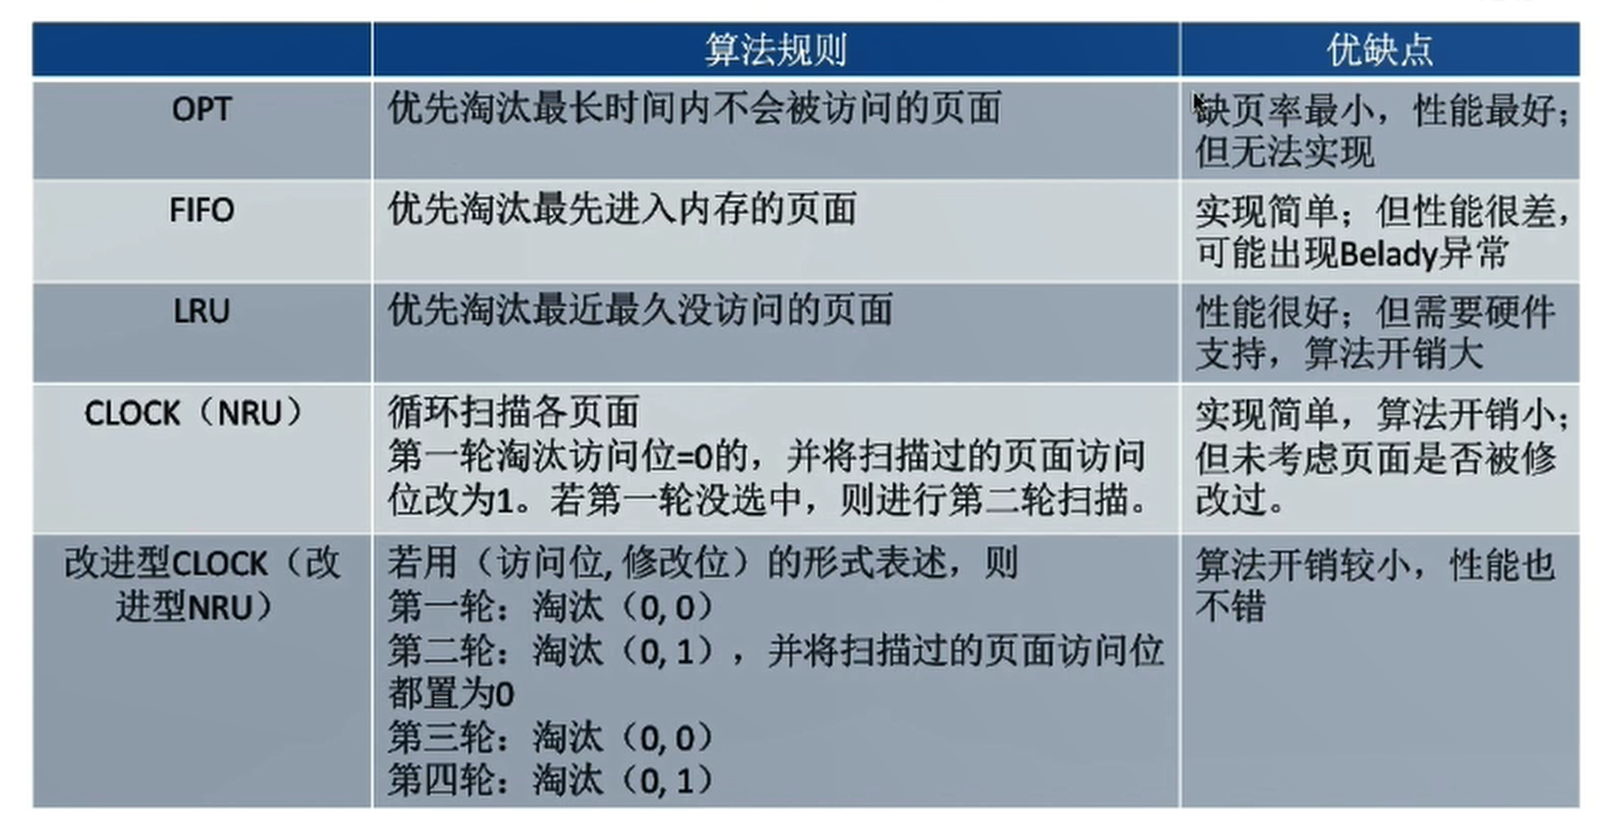 算法规则
优缺点
OPT
优先淘汰最长时间内不会被访问的页面
缺页率最小，性能最好；
但无法实现
FIFO
优先淘汰最先进入内存的页面
实现简单；但性能很差，
可能出现Belady异常
LRU
优先淘汰最近最久没访问的页面
性能很好；但需要硬件
支持，算法开销大
CLOCK（NRU）
循环扫描各页面
第一轮淘汰访问位=0的，并将扫描过的页面访问
位改为1。若第一轮没选中，则进行第二轮扫描。
实现简单，算法开销小；
但未考虑页面是否被修
改过。
改进型CLOCK（改
进型NRU）
若用（访问位, 修改位）的形式表述，则
第一轮：淘汰（0, 0）
第二轮：淘汰（0, 1），并将扫描过的页面访问位
都置为0
第三轮：淘汰（0, 0）
第四轮：淘汰（0, 1）
算法开销较小，性能也
不错